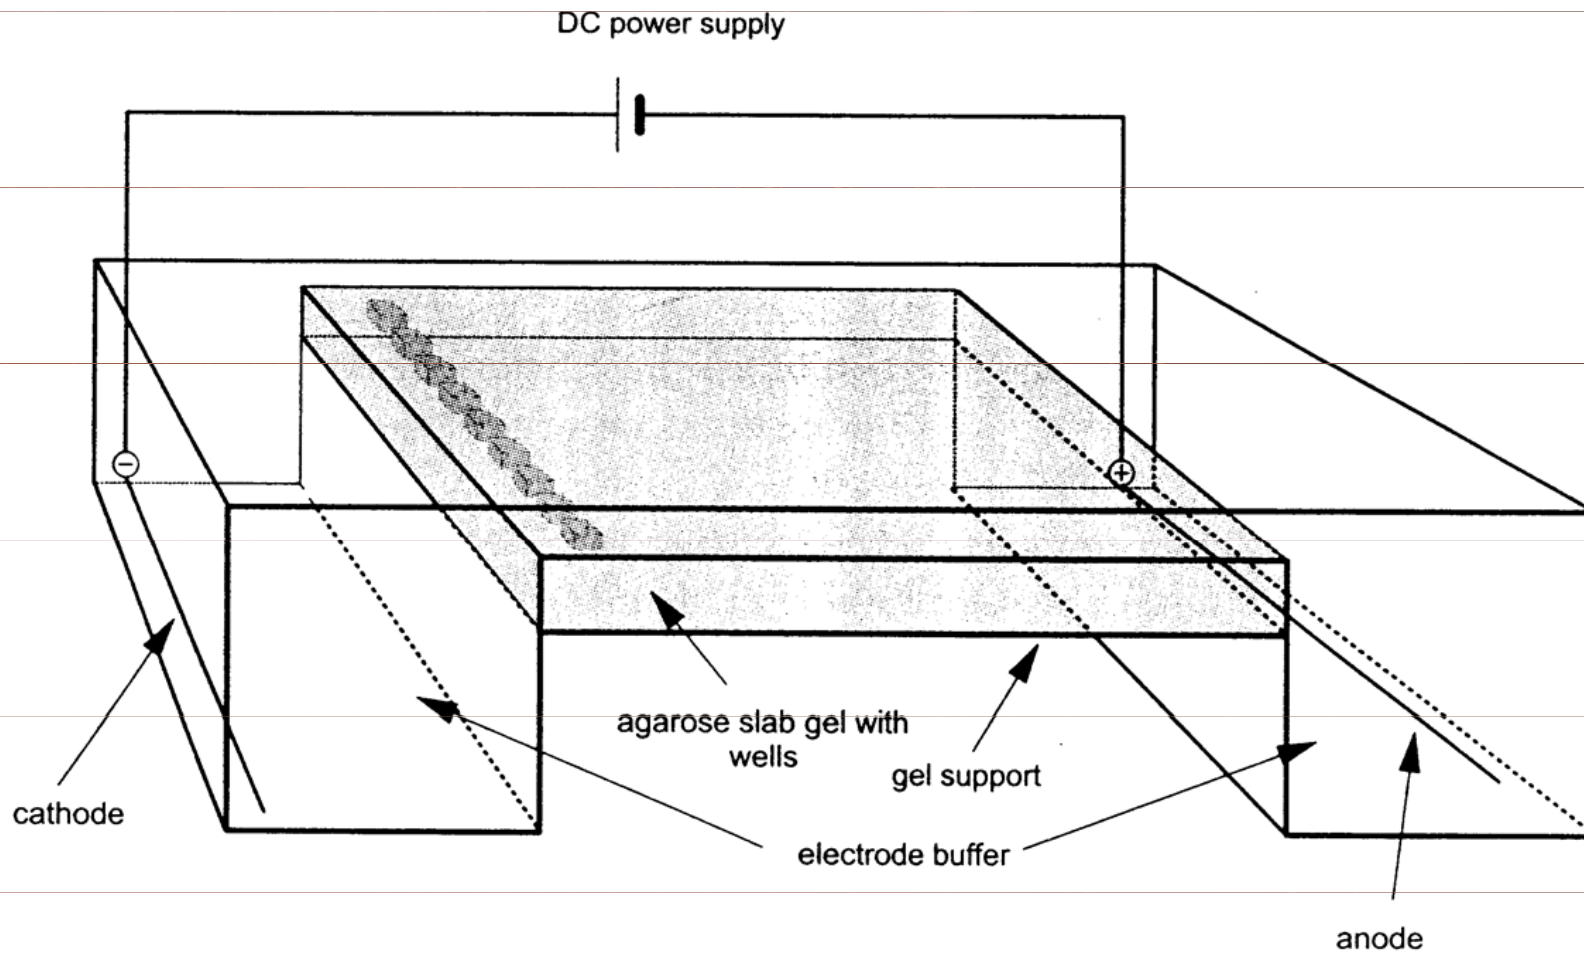 DC power supply
−
+
agarose slab gel with
wells
gel support
cathode
electrode buffer
anode